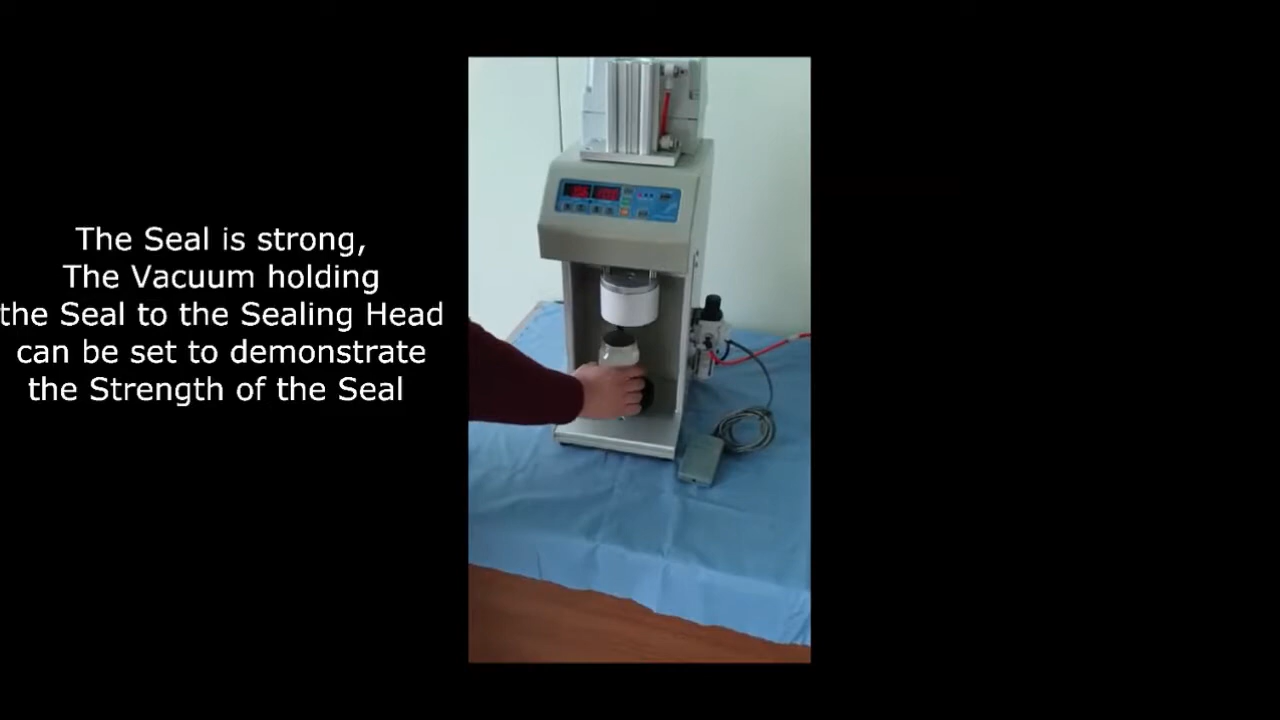 The Seal is strong,
The Vacuum holding
the Seal to the Sealing Head
can be set to demonstrate
the Strength of the Seal